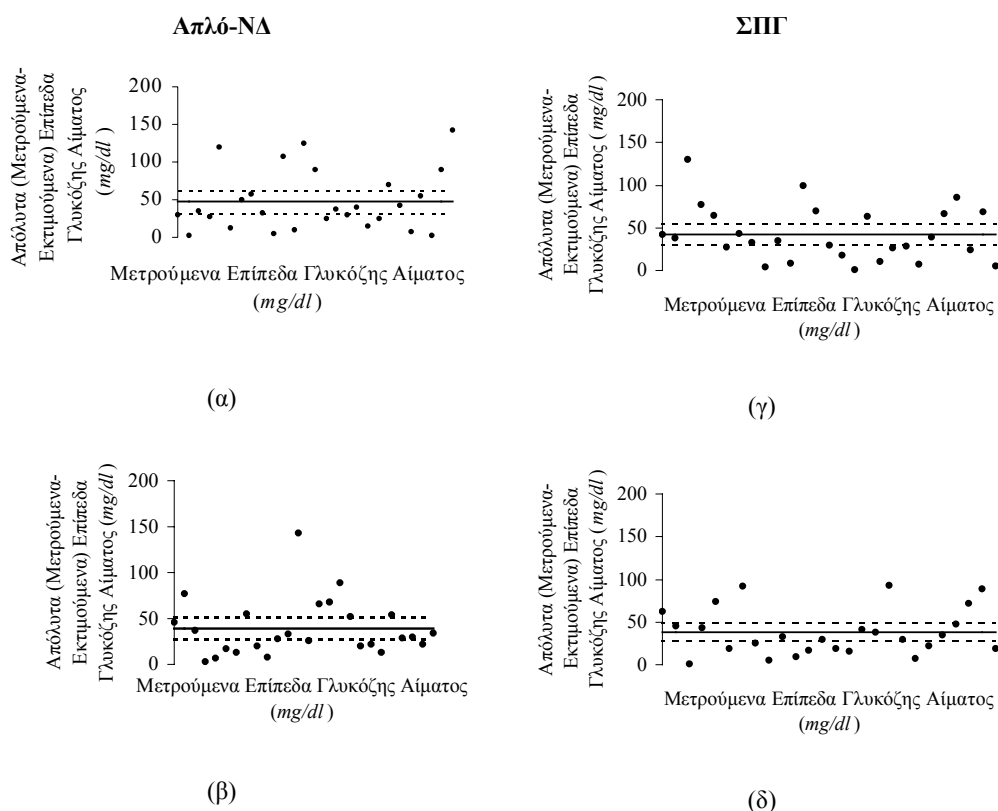 Απλό-ΝΔ
ΣΠΓ
Απόλυτα (Μετρούμενα-
Εκτιμούμενα) Επίπεδα
Γλυκόζης Αίματος
(mg/dl )
200
150
100
50
0
Μετρούμενα Επίπεδα Γλυκόζης Αίματος
(mg/dl )
(α)
Απόλυτα (Μετρούμενα-
Εκτιμούμενα) Επίπεδα
Γλυκόζης Αίματος ( mg/dl )
200
150
100
50
0
Μετρούμενα Επίπεδα Γλυκόζης Αίματος
(mg/dl )
(γ)
Απόλυτα (Μετρούμενα-
Εκτιμούμενα) Επίπεδα
Γλυκόζης Αίματος (mg/dl )
200
150
100
50
0
Μετρούμενα Επίπεδα Γλυκόζης Αίματος
(mg/dl )
(β)
Απόλυτα (Μετρούμενα-
Εκτιμούμενα) Επίπεδα
Γλυκόζης Αίματος ( mg/dl )
200
150
100
50
0
Μετρούμενα Επίπεδα Γλυκόζης Αίματος
(mg/dl )
(δ)